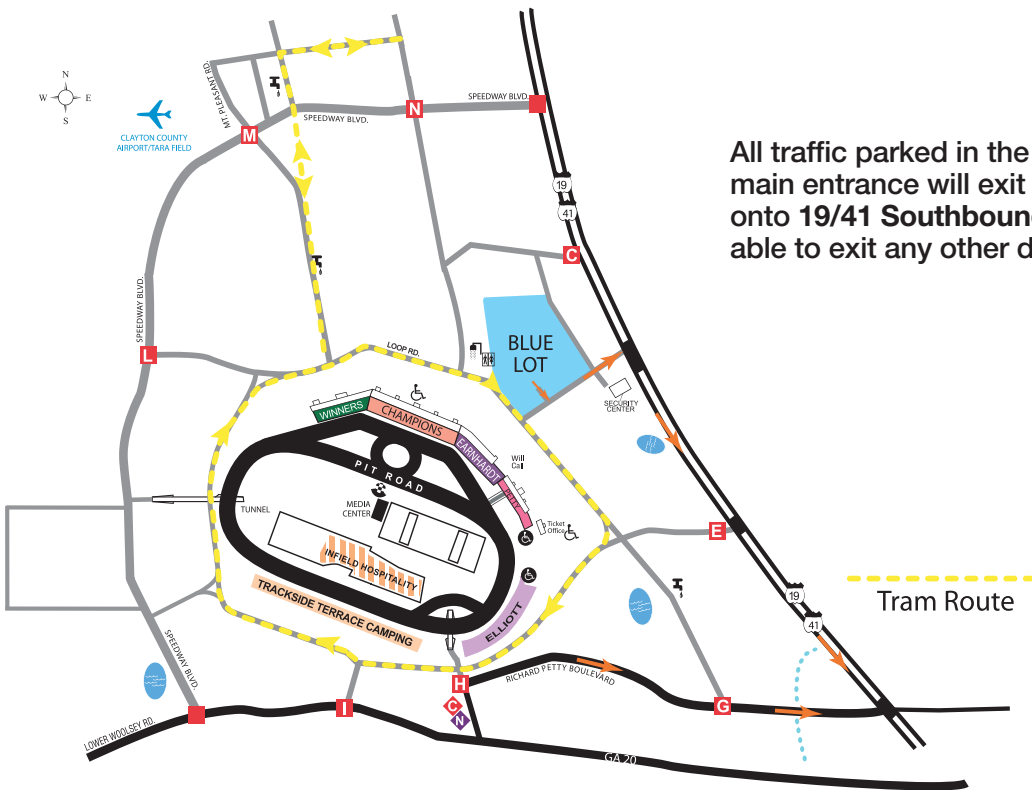 N
W E
S
CLAYTON COUNTY
AIRPORT/TARA FIELD
MT. PLEASANT RD.
M
SPEEDWAY BLVD.
N
SPEEDWAY BLVD.
19
41
All traffic parked in the
main entrance will exit
onto 19/41 Southboun
able to exit any other d
C
SPEEDWAY BLVD.
L
LOOP RD.
BLUE
LOT
SECURITY
CENTER
WINNERS
CHAMPIONS
EARNHARDT
PETTY
Will
Call
Ticket
Office
PIT ROAD
MEDIA
CENTER
TUNNEL
INFIELD HOSPITALITY
TRACKSIDE TERRACE CAMPING
ELLIOTT
E
19
41
Tram Route
SPEEDWAY BLVD.
H
RICHARD PETTY BOULEVARD
G
I
C
N
LOWER WOOLSEY RD.
GA 20